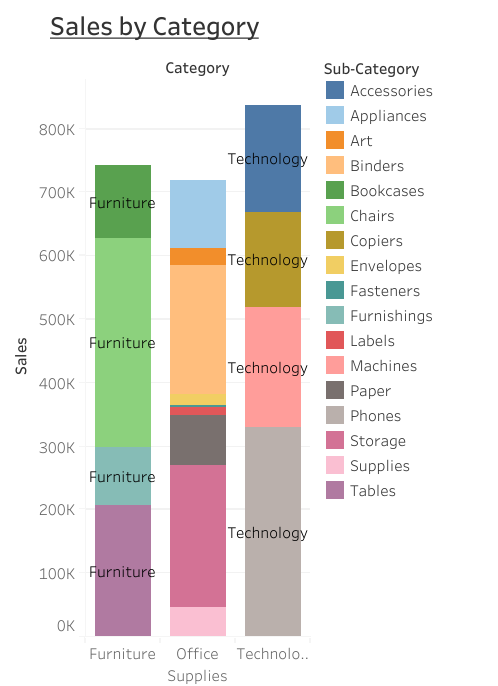 Sales by Category
Category
Sub-Category
Accessories
Appliances
Art
Binders
Bookcases
Chairs
Copiers
Envelopes
Fasteners
Furnishings
Labels
Machines
Paper
Phones
Storage
Supplies
Tables
Sales
800K
700K
600K
500K
400K
300K
200K
100K
0K
Furniture
Furniture
Furniture
Furniture
Technology
Technology
Technology
Technology
Furniture
Office
Supplies
Technolo..